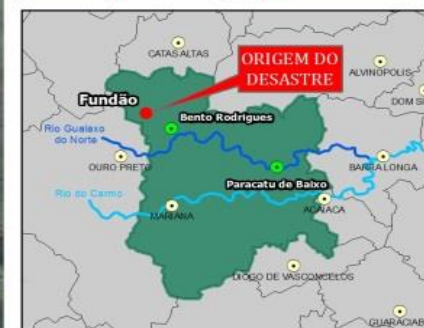 CATAS ALTAS
ORIGEM DO
DESASTRE
ALVINÓPOLIS
DOM S
Fundão
Bento Rodrigues
Rio Gualaxo
do Norte
OURO PRETO
BARRA LONGA
Paracatu de Baixo
Rio do Carmo
MARIANA
ACAIACA
DIOGO DE VASCONCELOS
GUARACIAB